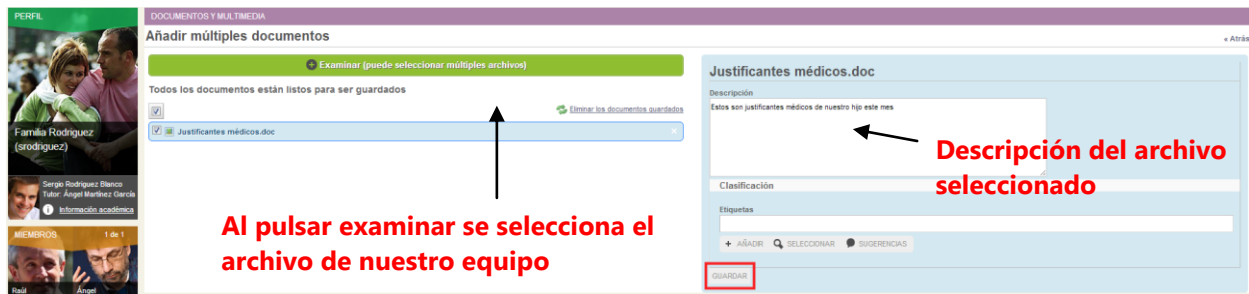 PERFIL
Familia Rodriguez
(srodriguez)
Sergio Rodriguez Blanco
Tutor: Ángel Martínez García
Información académica
MIEMBROS 1 de 1
Raúl Ángel
DOCUMENTOS Y MULTIMEDIA
Añadir múltiples documentos
« Atrás
Examinar (puede seleccionar múltiples archivos)
Todos los documentos están listos para ser guardados
Eliminar los documentos guardados
Justificantes médicos.doc
Al pulsar examinar se selecciona el
archivo de nuestro equipo
Justificantes médicos.doc
Descripción
Estos son justificantes médicos de nuestro hijo este mes
Descripción del archivo
seleccionado
Clasificación
Etiquetas
+ AÑADIR SELECCIONAR SUGERENCIAS
GUARDAR